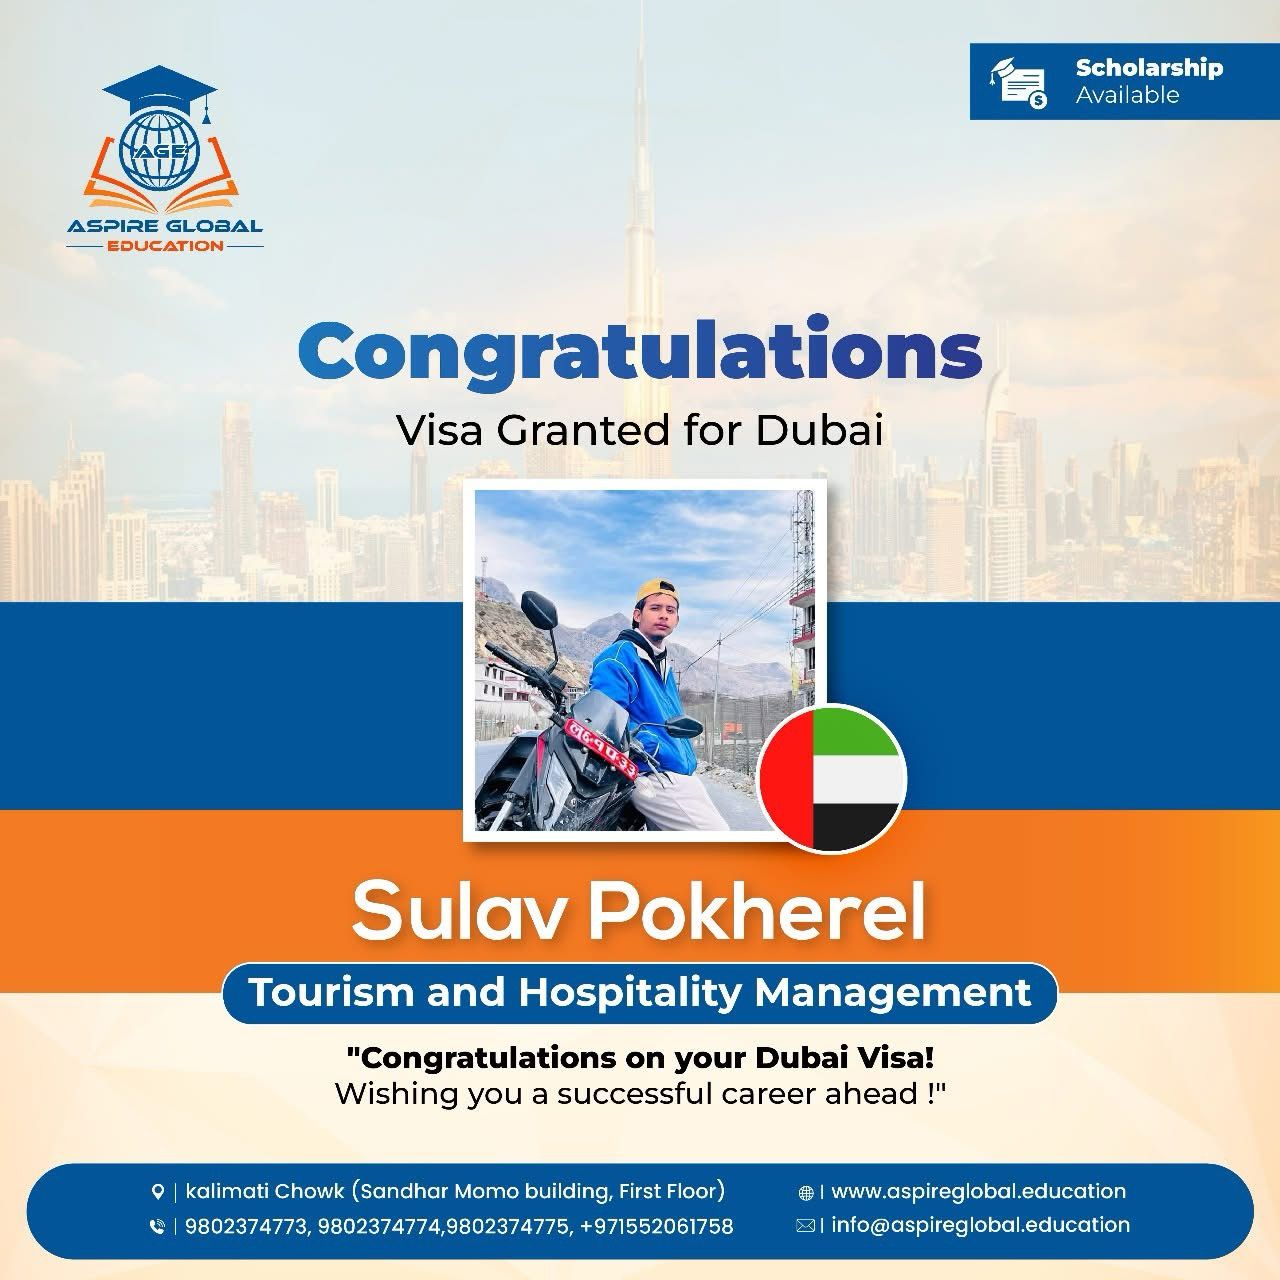 AGE
ASPIRE GLOBAL
EDUCATION
Scholarship
Available
Congratulations
Visa Granted for Dubai
Sulav Pokherel
Tourism and Hospitality Management
"Congratulations on your Dubai Visa!
Wishing you a successful career ahead !"
kalimati Chowk (Sandhar Momo building, First Floor)
9802374773, 9802374774,9802374775, +971552061758
www.aspireglobal.education
info@aspireglobal.education